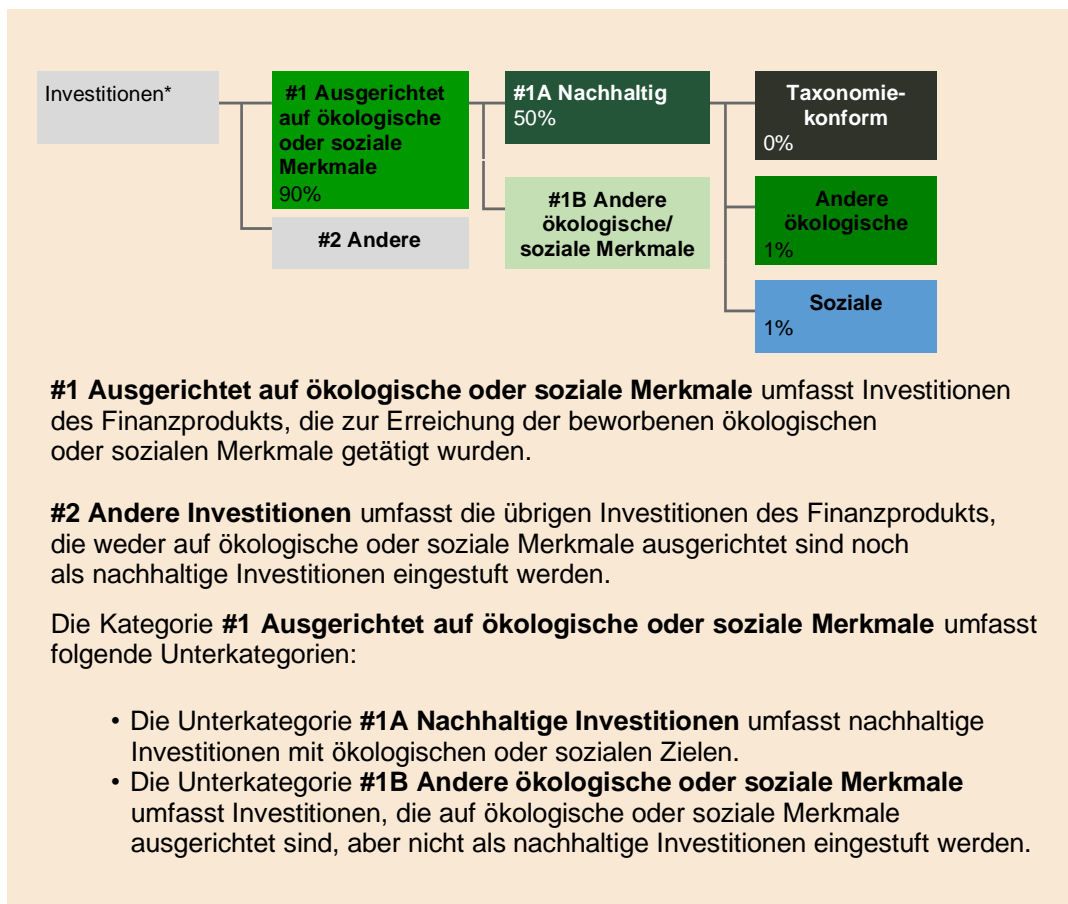 Investitionen*
#1 Ausgerichtet
auf ökologische
oder soziale
Merkmale
90%
#2 Andere
#1A Nachhaltig
50%
#1B Andere
ökologische/
soziale Merkmale
Taxonomie-
konform
0%
Andere
ökologische
1%
Soziale
1%
#1 Ausgerichtet auf ökologische oder soziale Merkmale umfasst Investitionen
des Finanzprodukts, die zur Erreichung der beworbenen ökologischen
oder sozialen Merkmale getätigt wurden.
#2 Andere Investitionen umfasst die übrigen Investitionen des Finanzprodukts,
die weder auf ökologische oder soziale Merkmale ausgerichtet sind noch
als nachhaltige Investitionen eingestuft werden.
Die Kategorie #1 Ausgerichtet auf ökologische oder soziale Merkmale umfasst
folgende Unterkategorien:
• Die Unterkategorie #1A Nachhaltige Investitionen umfasst nachhaltige
Investitionen mit ökologischen oder sozialen Zielen.
• Die Unterkategorie #1B Andere ökologische oder soziale Merkmale
umfasst Investitionen, die auf ökologische oder soziale Merkmale
ausgerichtet sind, aber nicht als nachhaltige Investitionen eingestuft werden.